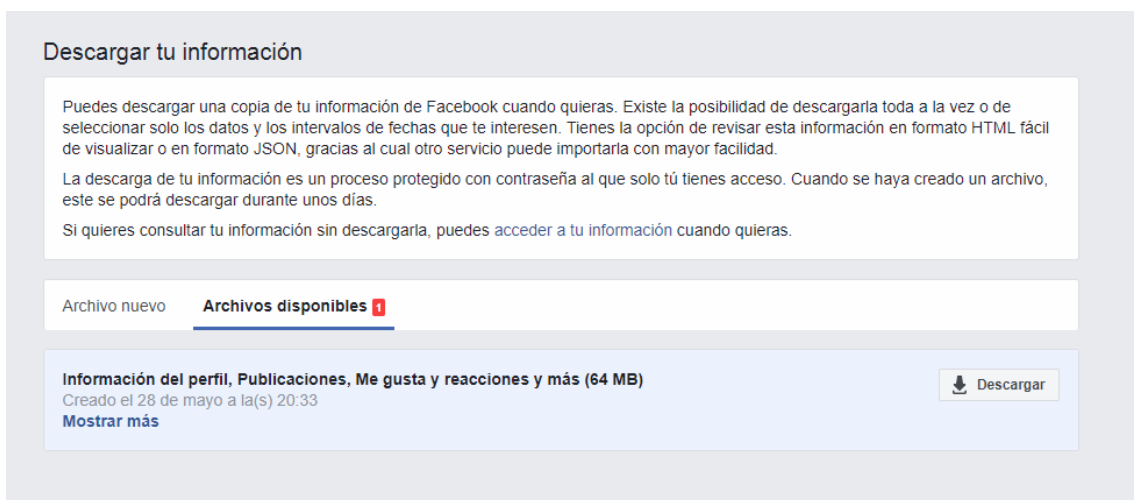 Descargar tu información
Puedes descargar una copia de tu información de Facebook cuando quieras. Existe la posibilidad de descargarla toda a la vez o de
seleccionar solo los datos y los intervalos de fechas que te interesen. Tienes la opción de revisar esta información en formato HTML fácil
de visualizar o en formato JSON, gracias al cual otro servicio puede importarla con mayor facilidad.
La descarga de tu información es un proceso protegido con contraseña al que solo tú tienes acceso. Cuando se haya creado un archivo,
este se podrá descargar durante unos días.
Si quieres consultar tu información sin descargarla, puedes acceder a tu información cuando quieras.
Archivo nuevo Archivos disponibles 1
Información del perfil, Publicaciones, Me gusta y reacciones y más (64 MB)
Descargar
Creado el 28 de mayo a la(s) 20:33
Mostrar más